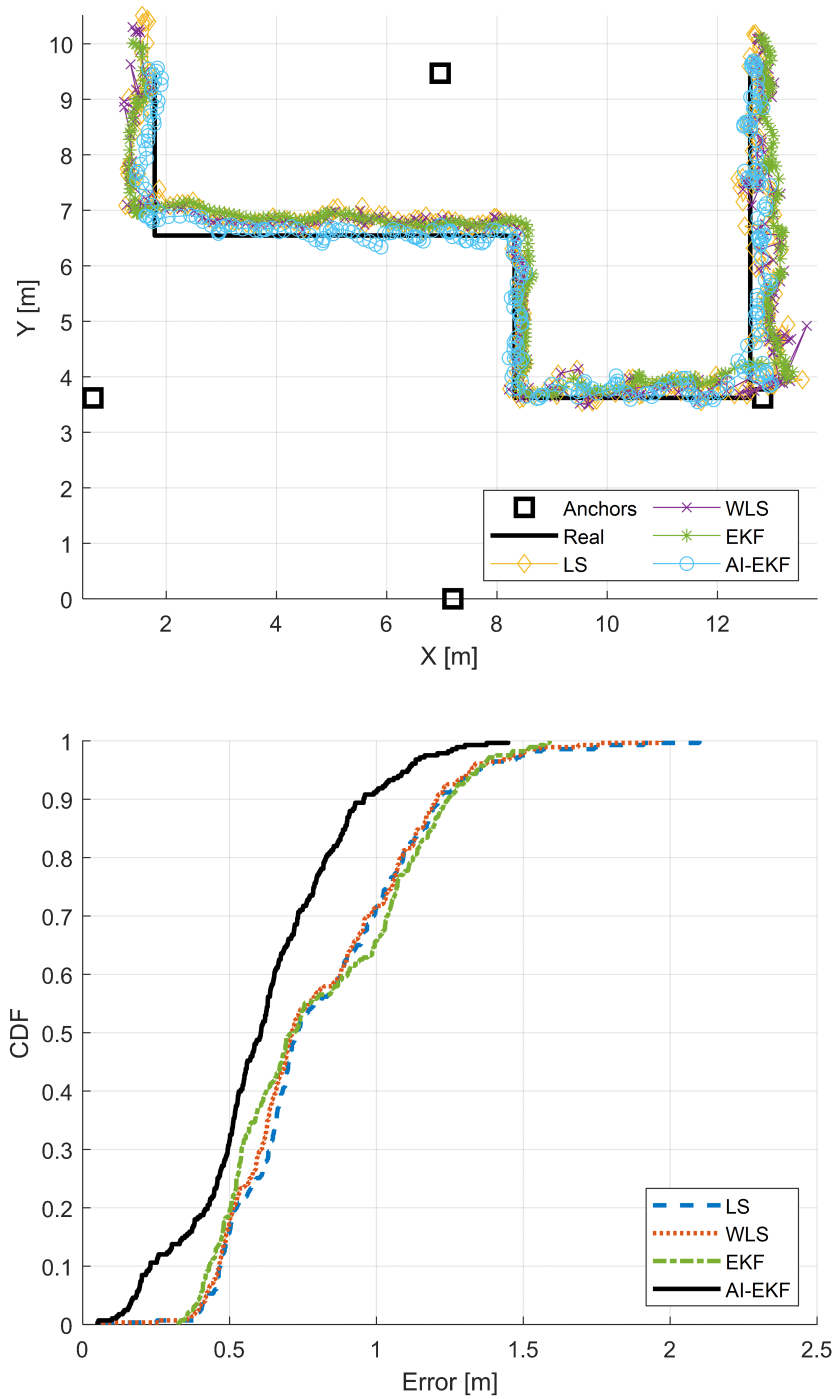 10
9
8
7
6
5
4
3
2
1
0
Y [m]
2 4 6 8 10 12
X [m]
Anchors WLS
Real EKF
LS AI-EKF
1
0.9
0.8
0.7
0.6
0.5
0.4
0.3
0.2
0.1
0
CDF
0 0.5 1 1.5 2 2.5
Error [m]
LS
WLS
EKF
AI-EKF